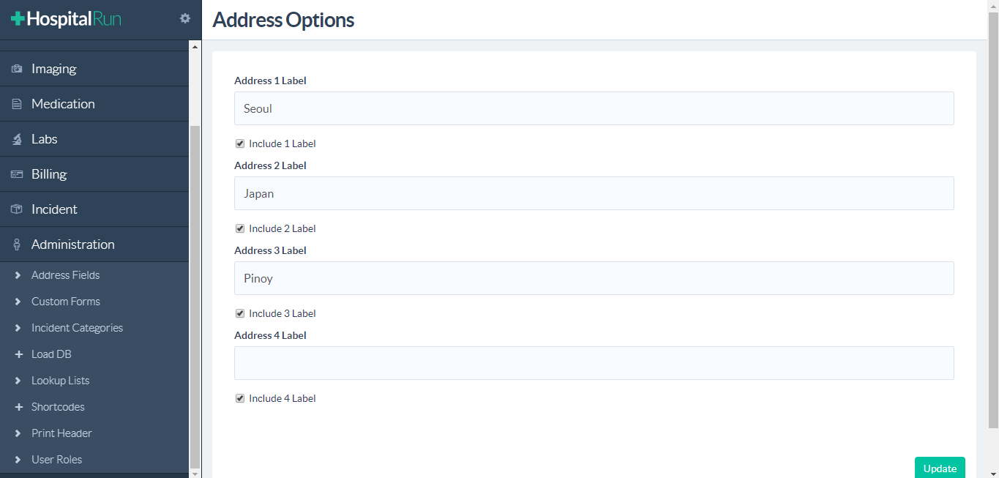 HospitalRun
Imaging
Medication
Labs
Billing
Incident
Administration
Address Fields
Custom Forms
Incident Categories
Load DB
Lookup Lists
Shortcodes
Print Header
User Roles
Address Options
Address 1 Label
Seoul
Include 1 Label
Address 2 Label
Japan
Include 2 Label
Address 3 Label
Pinoy
Include 3 Label
Address 4 Label
Include 4 Label
Update